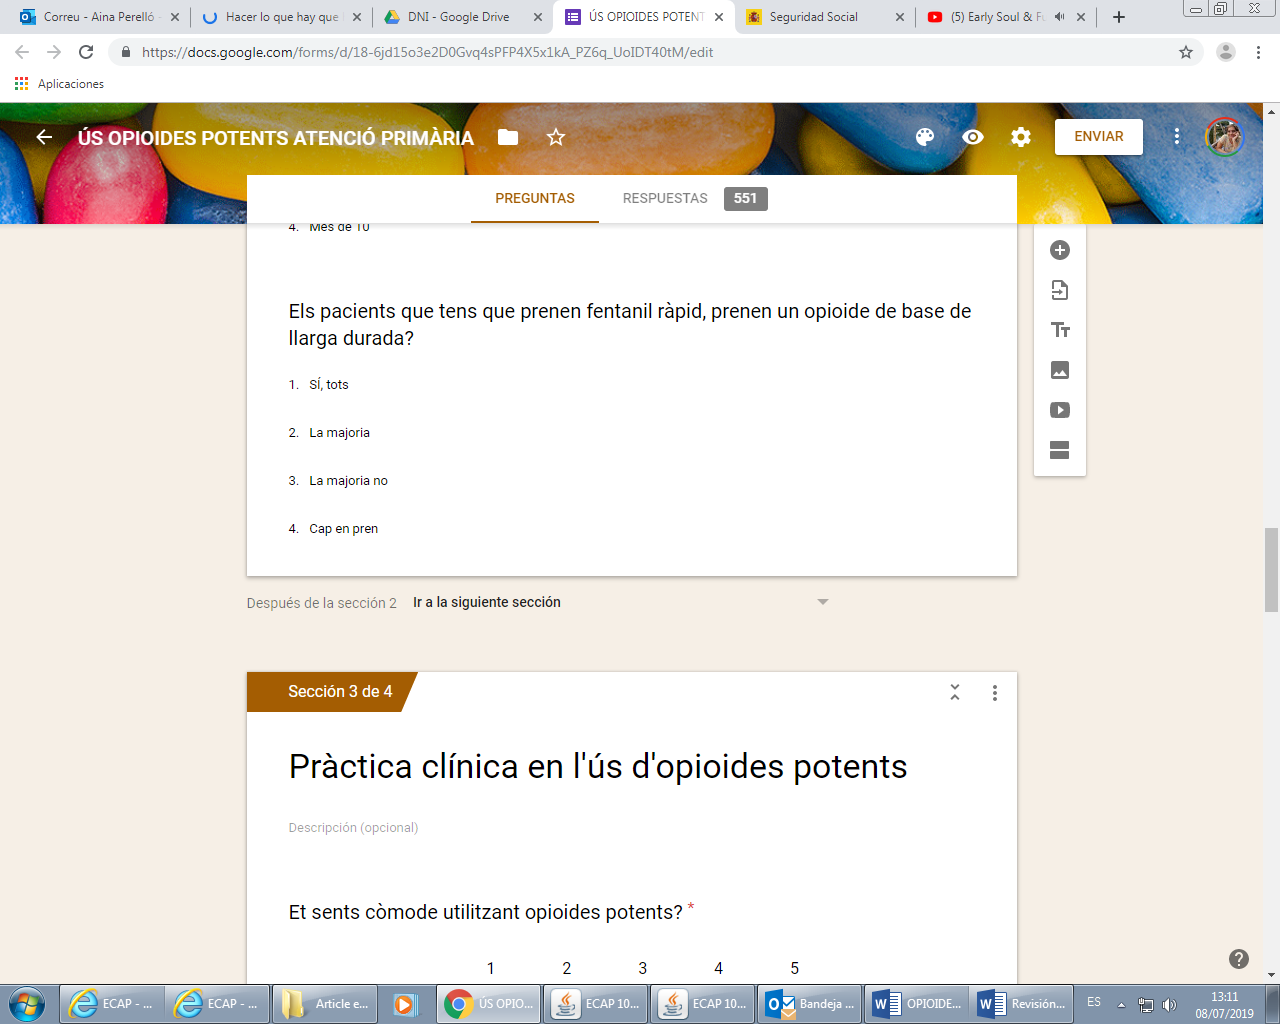 Correu - Aina Perelló -
Hacer lo que hay que
DNI - Google Drive
ÚS OPIOIDES POTENT
Seguridad Social
(5) Early Soul & Fu
https://docs.google.com/forms/d/18-6jd15o3e2D0Gvq4sPFP4X5x1kA_PZ6q_UoIDT40tM/edit
Aplicaciones
ÚS OPIOIDES POTENTS ATENCIÓ PRIMÀRIA
ENVIAR
PREGUNTAS
RESPUESTAS 551
4. Més de 10
Els pacients que tens que prenen fentanil ràpid, prenen un opioide de base de
llarga durada?
1. SÍ, tots
2. La majoria
3. La majoria no
4. Cap en pren
Después de la sección 2 Ir a la siguiente sección
Sección 3 de 4
Pràctica clínica en l'ús d'opioides potents
Descripción (opcional)
Et sents còmode utilitzant opioides potents? *
1 2 3 4 5
ECAP - ...
ECAP - ...
Article e...
ÚS OPIO...
ECAP 10...
ECAP 10...
Bandeja ...
OPIOIDE...
Revisión...
ES
13:11
08/07/2019